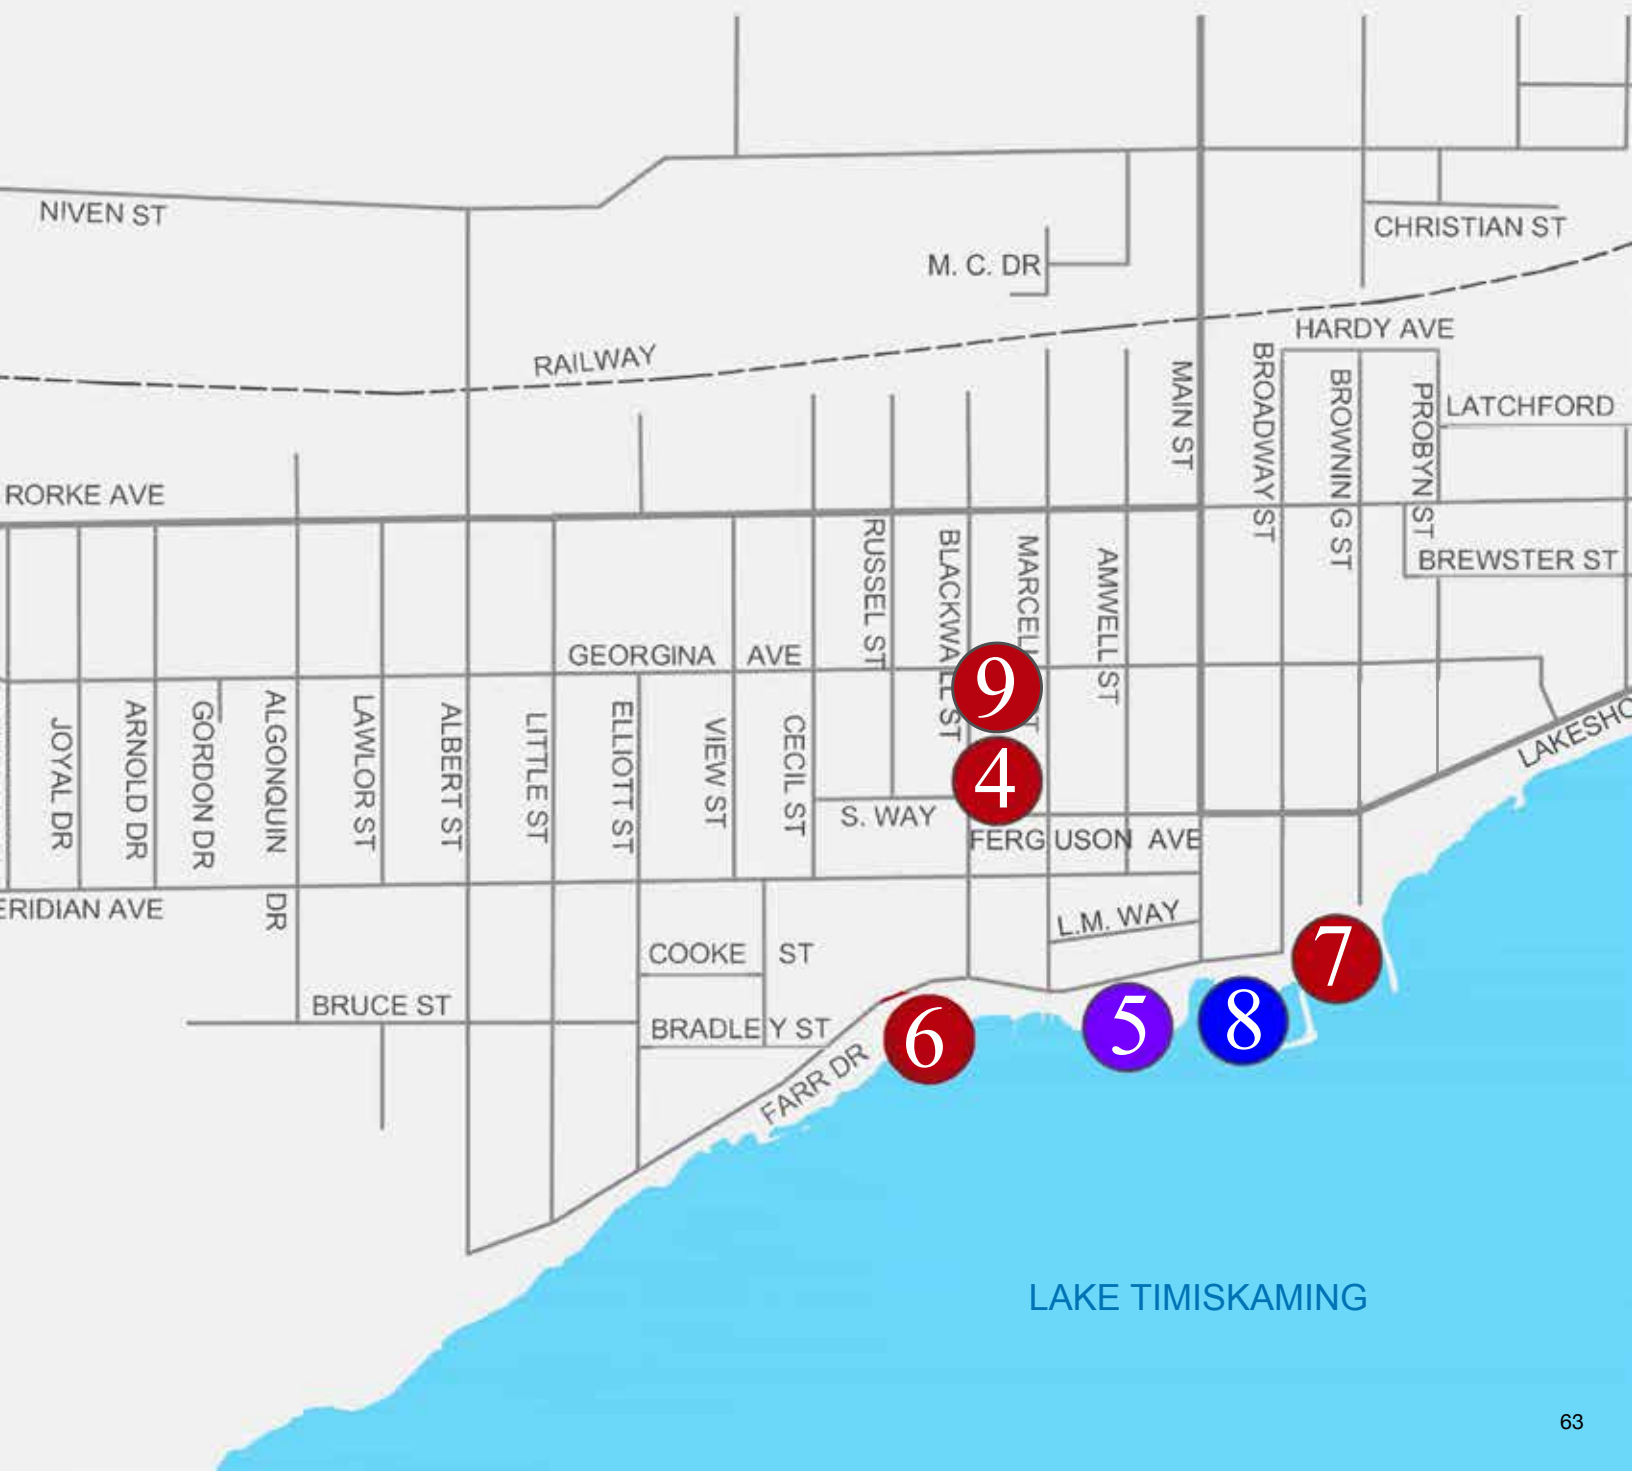 NIVEN ST
CHRISTIAN ST
M. C. DR
HARDY AVE
RAILWAY
MAIN ST
BROADWAY ST
BROWNING ST
PROBYN ST
LATCHFORD
RORKE AVE
RUSSEL ST
BLACKWALL ST
MARCEL
AMWELL ST
BREWSTER ST
GEORGINA AVE
9
JOYAL DR
ARNOLD DR
GORDON DR
ALGONQUIN DR
LAWLOR ST
ALBERT ST
LITTLE ST
ELLIOTT ST
VIEW ST
CECIL ST
LAKESHO
4
S. WAY
FERGUSON AVE
ERIDIAN AVE
L.M. WAY
COOKE ST
7
BRUCE ST
BRADLEY ST
6
5
8
FARR DR
LAKE TIMISKAMING
63